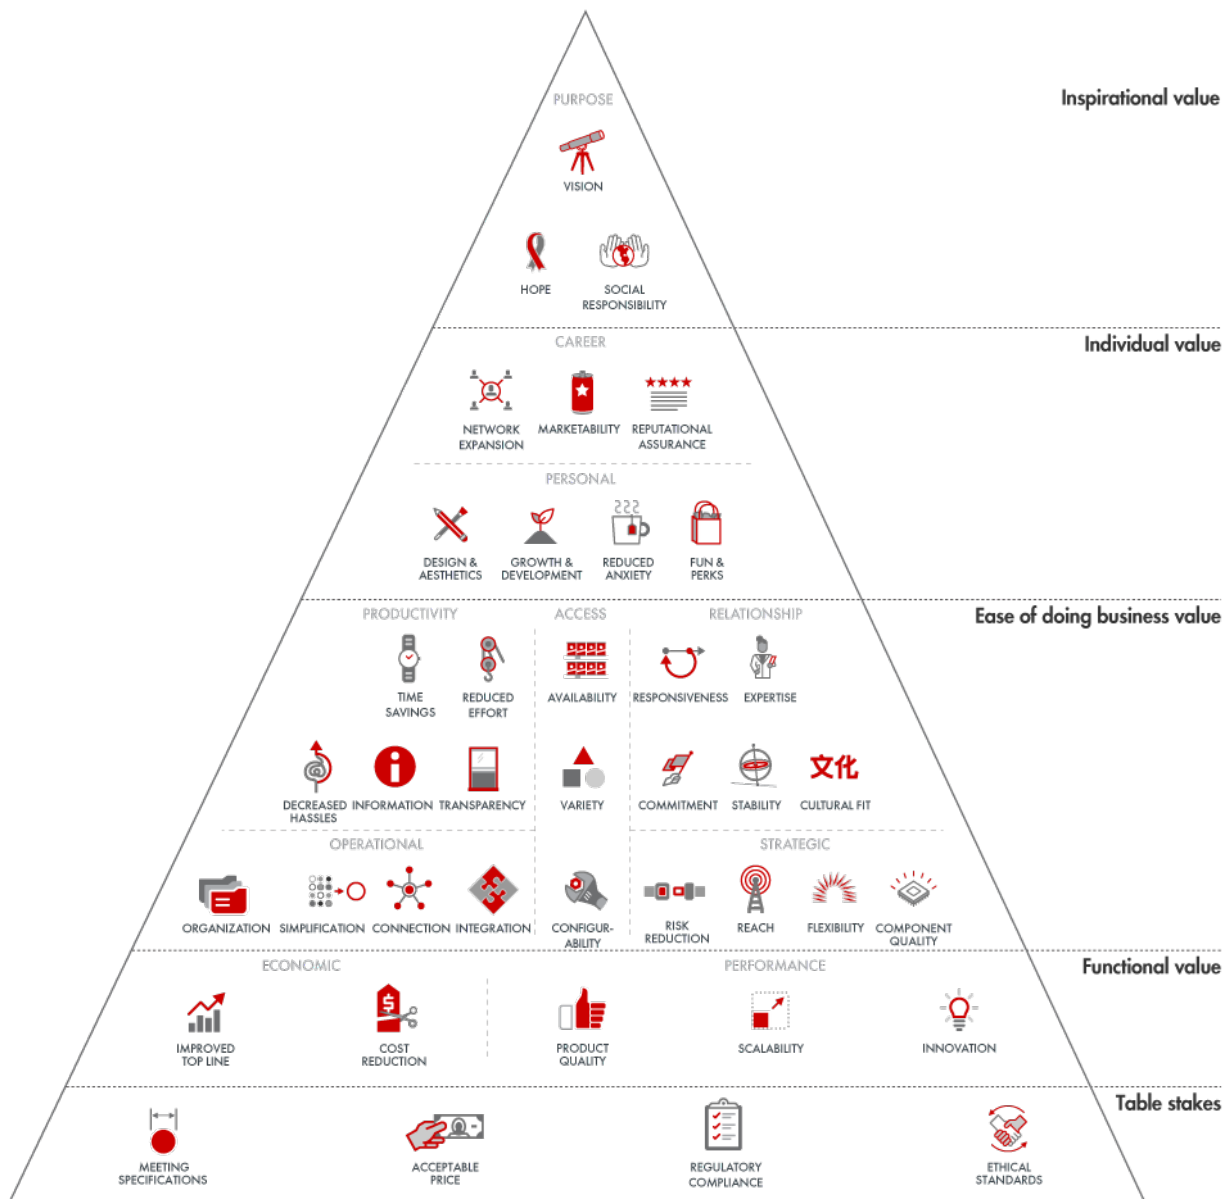 PURPOSE
Inspirational value
VISION
HOPE
SOCIAL
RESPONSIBILITY
CAREER
Individual value
NETWORK
EXPANSION
MARKETABILITY
REPUTATIONAL
ASSURANCE
PERSONAL
DESIGN &
AESTHETICS
GROWTH &
DEVELOPMENT
REDUCED
ANXIETY
FUN &
PERKS
PRODUCTIVITY
ACCESS
RELATIONSHIP
Ease of doing business value
TIME
SAVINGS
REDUCED
EFFORT
AVAILABILITY
RESPONSIVENESS
EXPERTISE
文化
DECREASED
HASSLES
INFORMATION
TRANSPARENCY
VARIETY
COMMITMENT
STABILITY
CULTURAL FIT
OPERATIONAL
STRATEGIC
ORGANIZATION
SIMPLIFICATION
CONNECTION
INTEGRATION
CONFIGUR-
ABILITY
RISK
REDUCTION
REACH
FLEXIBILITY
COMPONENT
QUALITY
ECONOMIC
PERFORMANCE
Functional value
$
IMPROVED
TOP LINE
COST
REDUCTION
PRODUCT
QUALITY
SCALABILITY
INNOVATION
Table stakes
MEETING
SPECIFICATIONS
ACCEPTABLE
PRICE
REGULATORY
COMPLIANCE
ETHICAL
STANDARDS